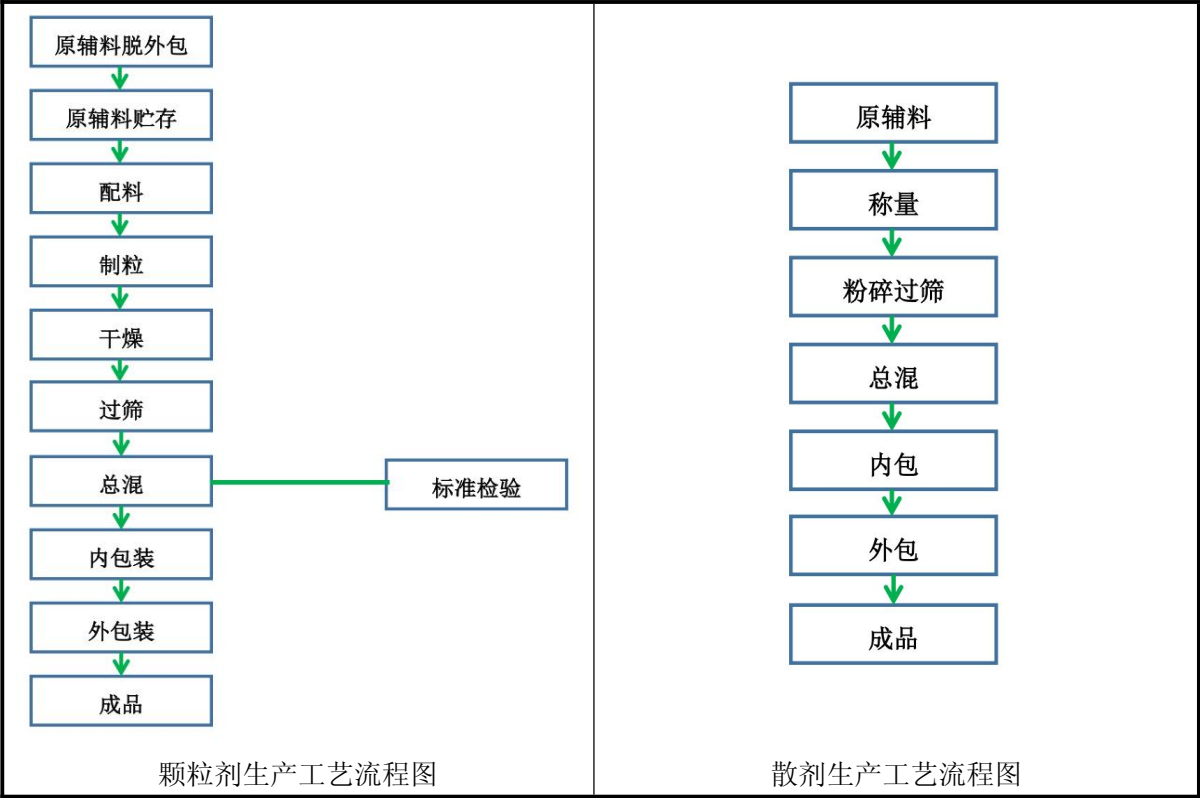 原辅料脱外包
原辅料贮存
配料
制粒
干燥
过筛
总混
标准检验
内包装
外包装
成品
颗粒剂生产工艺流程图
原辅料
称量
粉碎过筛
总混
内包
外包
成品
散剂生产工艺流程图